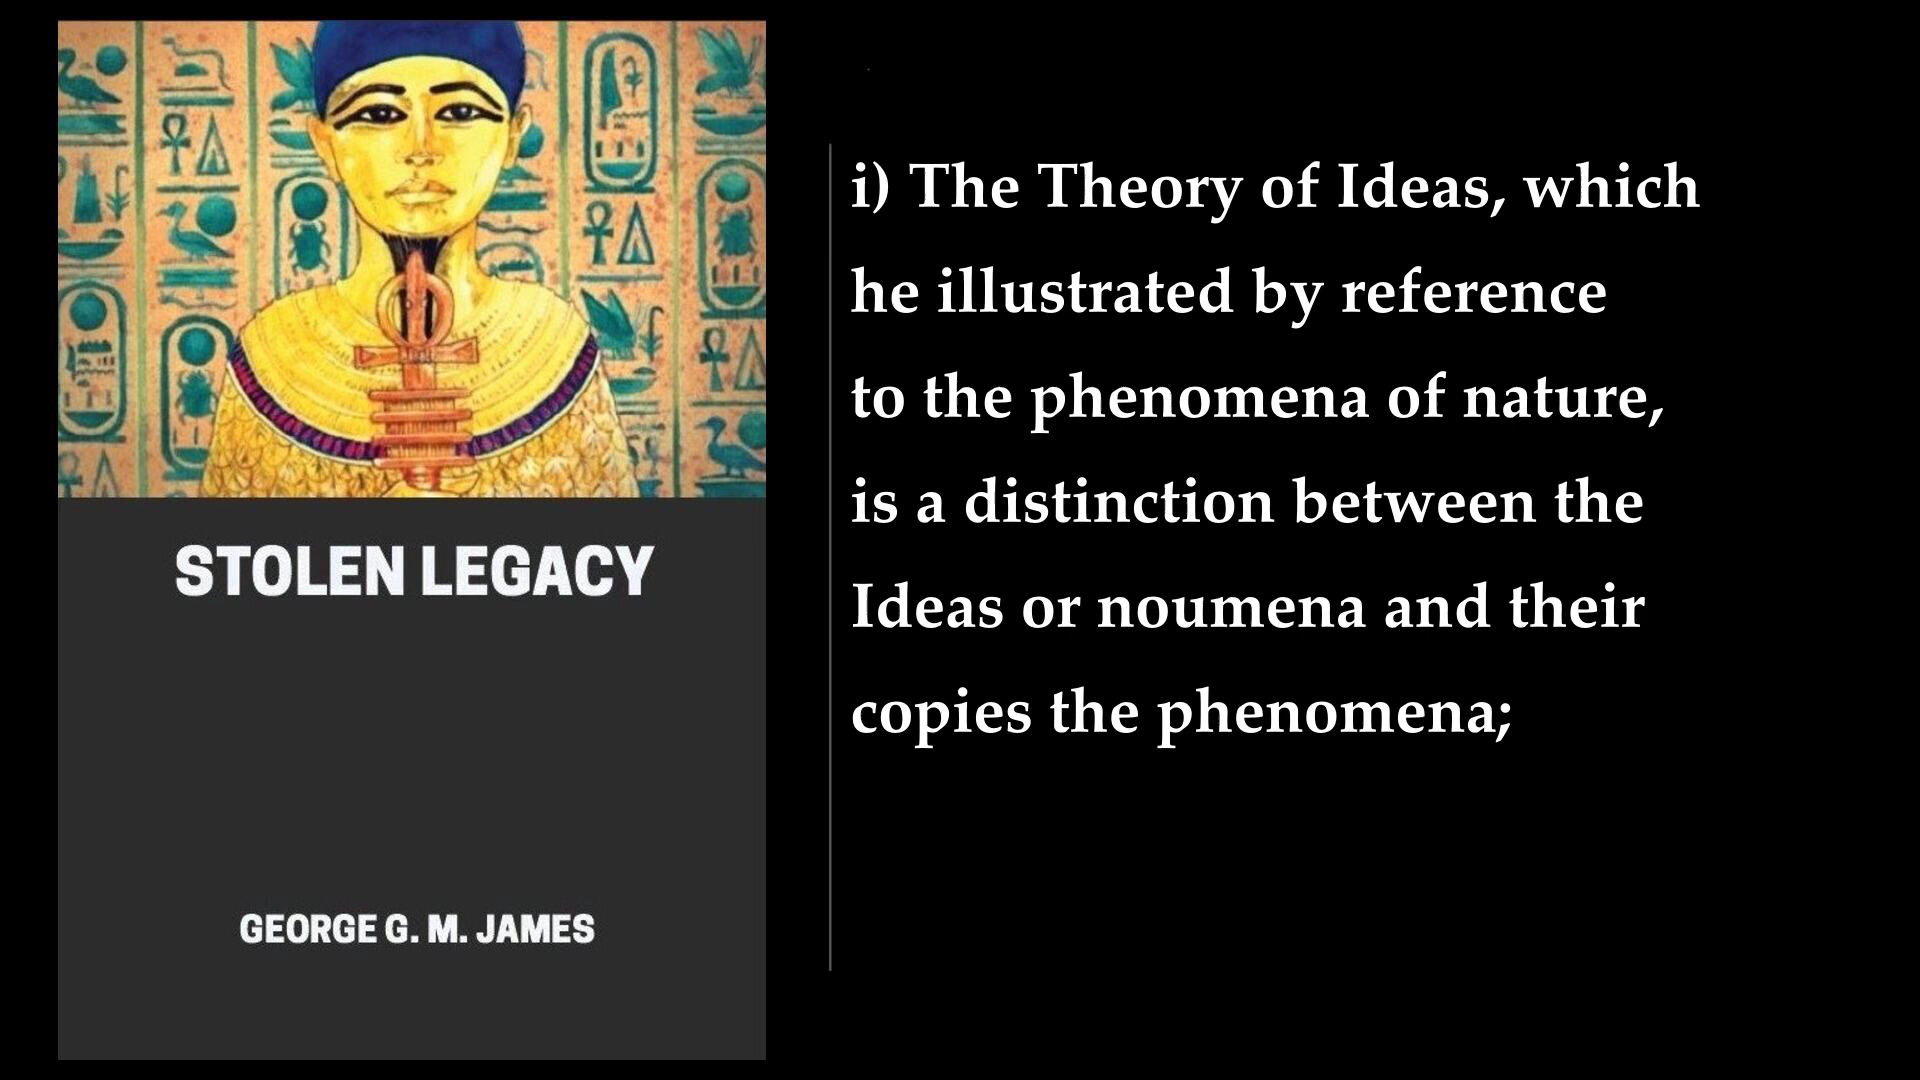 STOLEN LEGACY
GEORGE G. M. JAMES
i) The Theory of Ideas, which
he illustrated by reference
to the phenomena of nature,
is a distinction between the
Ideas or noumena and their
copies the phenomena;